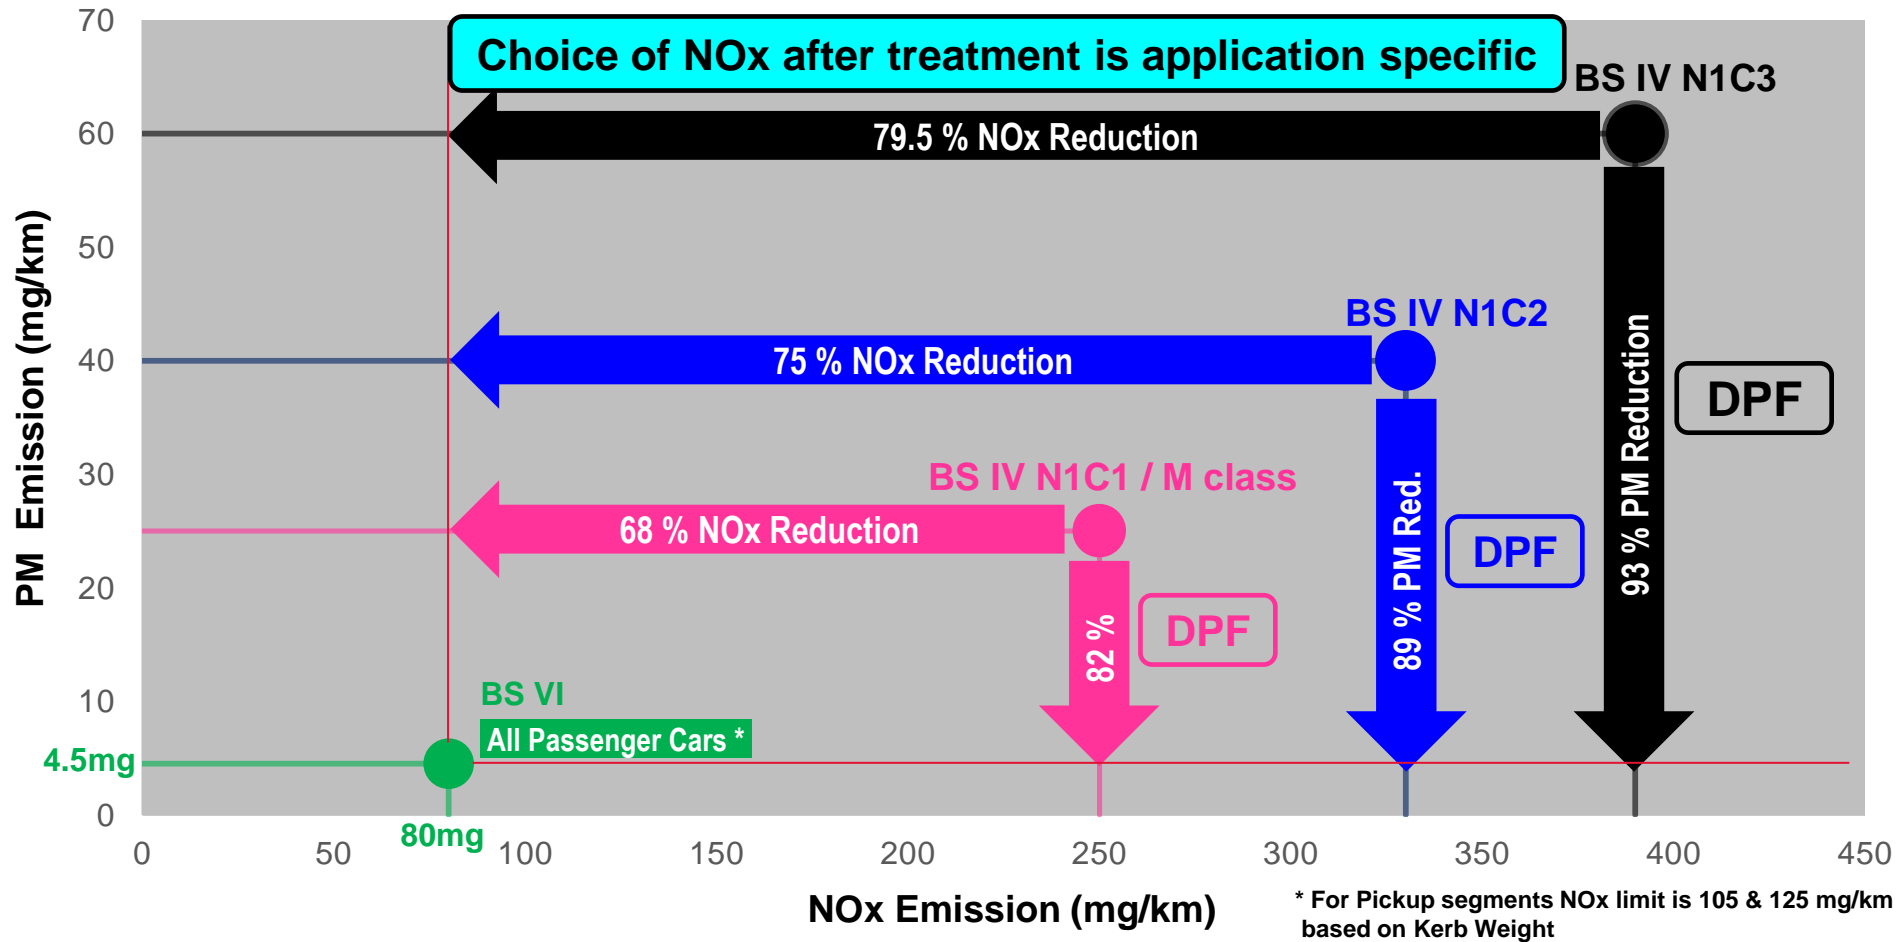 Choice of NOx after treatment is application specific
BS IV N1C3
79.5 % NOx Reduction
93 % PM Reduction
DPF
BS IV N1C2
75 % NOx Reduction
89 % PM Red.
DPF
BS IV N1C1 / M class
68 % NOx Reduction
82 %
DPF
BS VI
All Passenger Cars *
4.5mg
80mg
PM Emission (mg/km)
70
60
50
40
30
20
10
0
0 50 100 150 200 250 300 350 400 450
NOx Emission (mg/km)
* For Pickup segments NOx limit is 105 & 125 mg/km
based on Kerb Weight